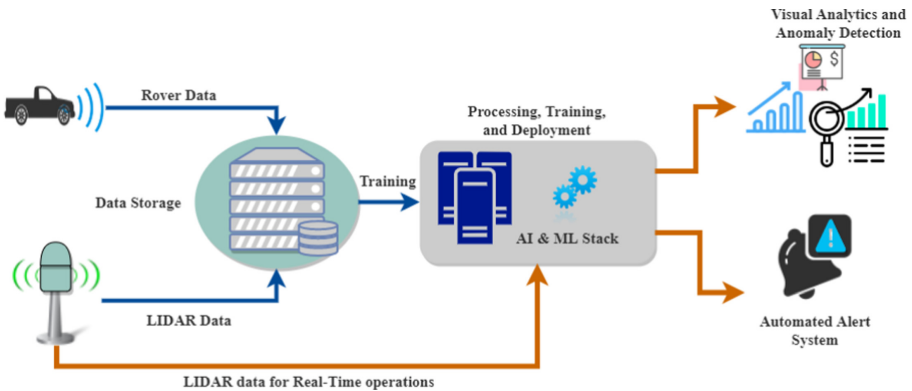 Visual Analytics and
Anomaly Detection
$
Rover Data
Processing, Training,
and Deployment
Training
Data Storage
AI & ML Stack
LIDAR Data
Automated Alert
System
LIDAR data for Real-Time operations